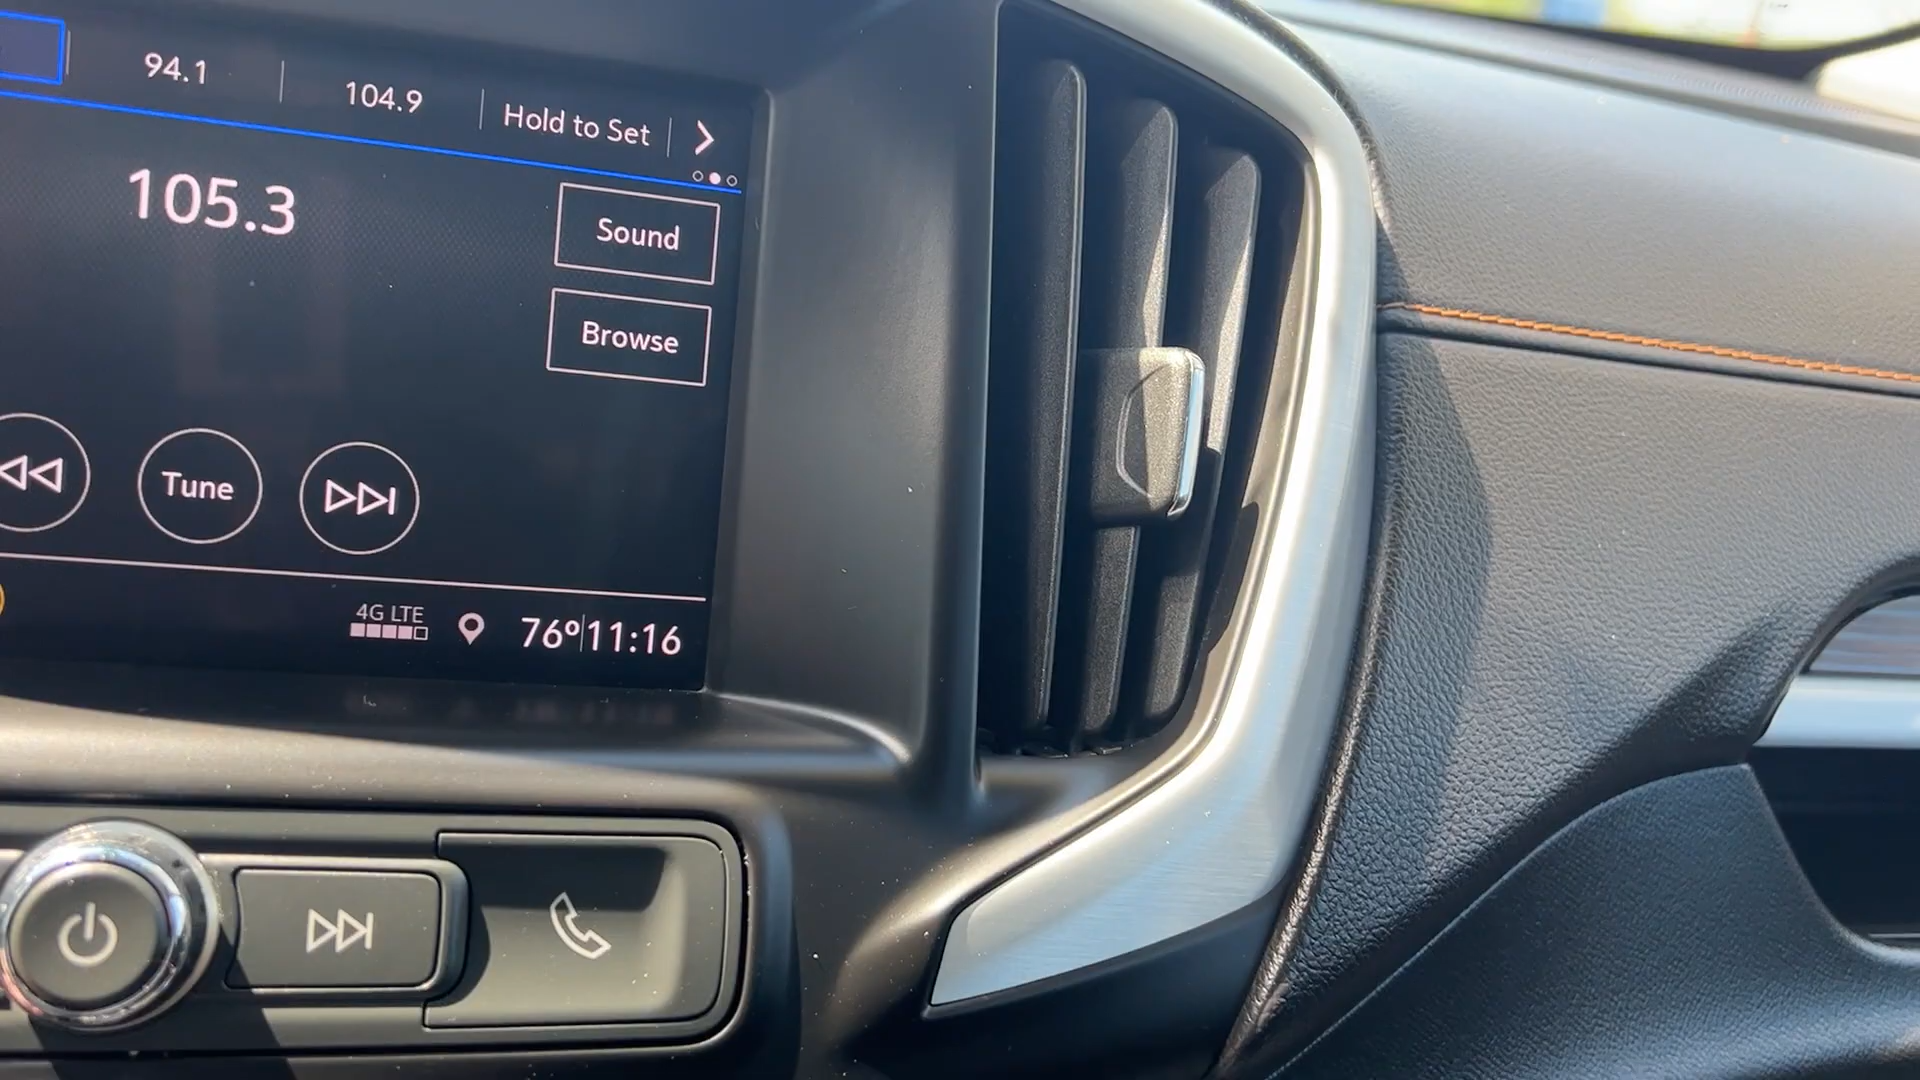 94.1
104.9
Hold to Set
105.3
Sound
Browse
Tune
4G LTE
76° 11:16